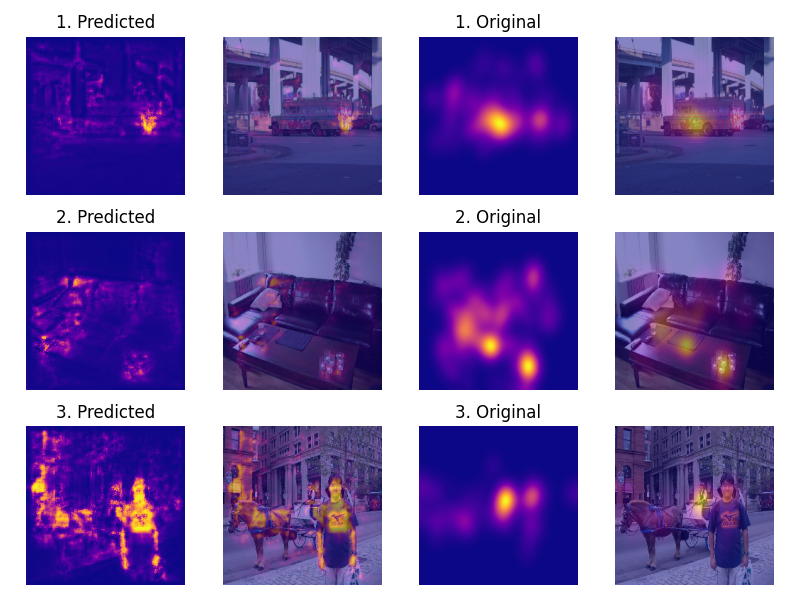 1. Predicted
1. Original
2. Predicted
2. Original
3. Predicted
3. Original